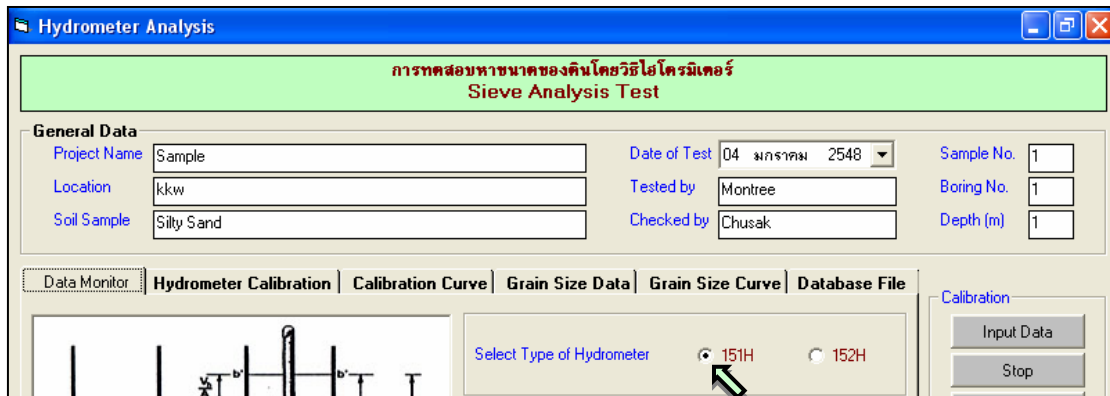 Hydrometer Analysis
การทดสอบหาขนาดของดินโดยวิธีไฮโดรมิเตอร์
Sieve Analysis Test
General Data
Project Name Sample Date of Test 04 มกราคม 2548 Sample No. 1
Location kkw Tested by Montree Boring No. 1
Soil Sample Silty Sand Checked by Chusak Depth (m) 1
Data Monitor Hydrometer Calibration Calibration Curve Grain Size Data Grain Size Curve Database File
Calibration
Input Data
Select Type of Hydrometer 151H 152H
Stop
b' b'